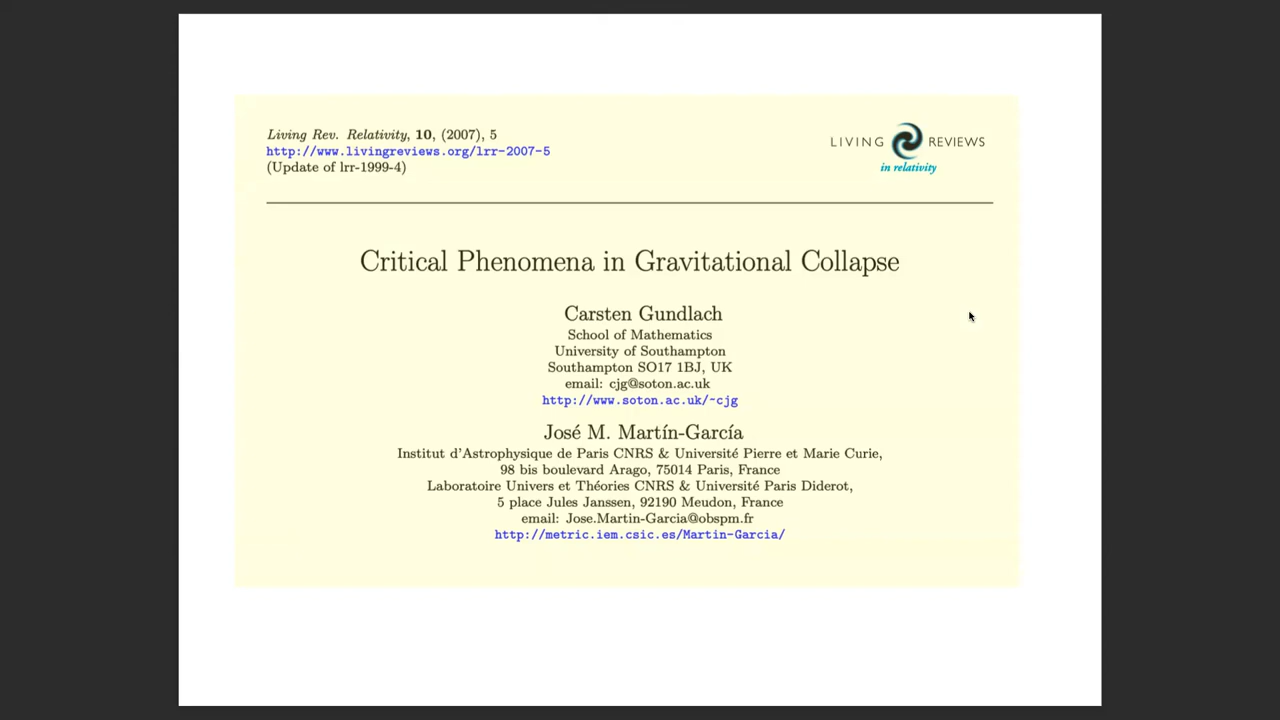 Living Rev. Relativity, 10, (2007), 5
http://www.livingreviews.org/lrr-2007-5
(Update of lrr-1999-4)
LIVING REVIEWS
in relativity
Critical Phenomena in Gravitational Collapse
Carsten Gundlach
School of Mathematics
University of Southampton
Southampton SO17 1BJ, UK
email: cjg@soton.ac.uk
http://www.soton.ac.uk/~cjg
José M. Martín-García
Institut d'Astrophysique de Paris CNRS & Université Pierre et Marie Curie,
98 bis boulevard Arago, 75014 Paris, France
Laboratoire Univers et Théories CNRS & Université Paris Diderot,
5 place Jules Janssen, 92190 Meudon, France
email: Jose.Martin-Garcia@obspm.fr
http://metric.iem.csic.es/Martin-Garcia/